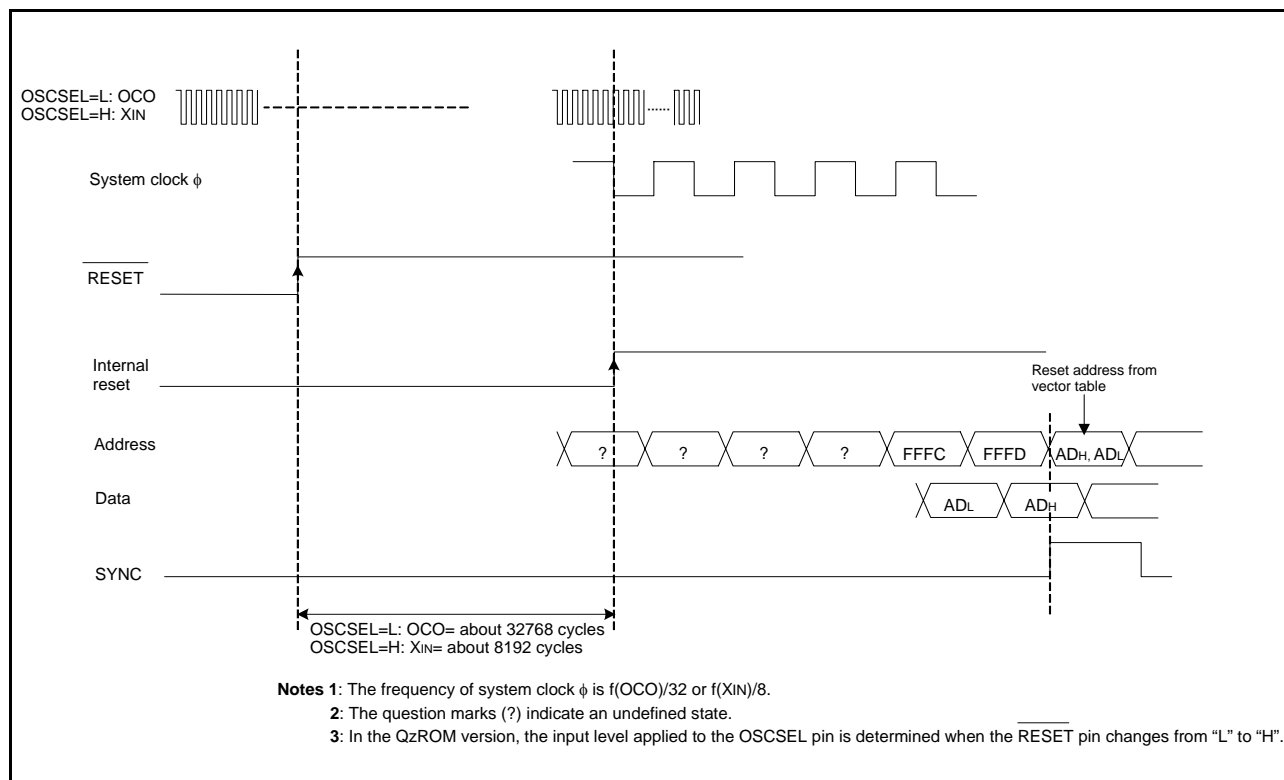 OSCSEL=L: OCO
OSCSEL=H: XIN
......
System clock ϕ
RESET
Internal
reset
Reset address from
vector table
Address
? ? ? ? FFFC FFFD ADH, ADL
Data
ADL ADH
SYNC
OSCSEL=L: OCO= about 32768 cycles
OSCSEL=H: XIN= about 8192 cycles
Notes 1: The frequency of system clock ϕ is f(OCO)/32 or f(XIN)/8.
2: The question marks (?) indicate an undefined state.
3: In the QzROM version, the input level applied to the OSCSEL pin is determined when the RESET pin changes from “L” to “H”.